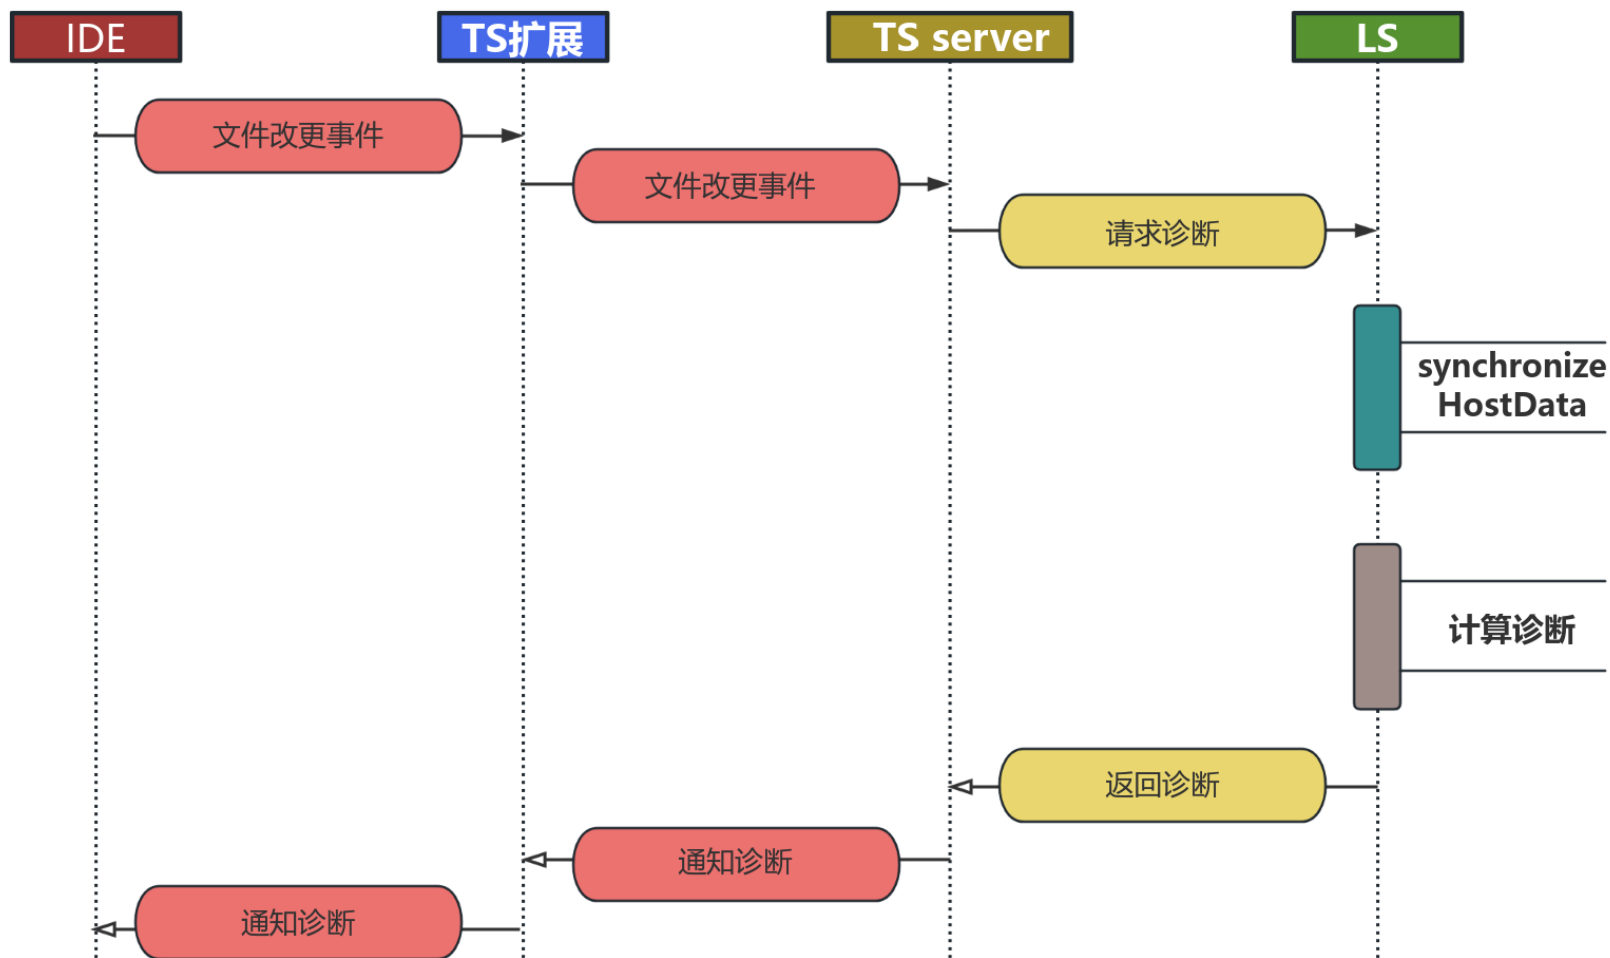 IDE
TS扩展
TS server
LS
文件改更事件
文件改更事件
请求诊断
synchronize
HostData
计算诊断
返回诊断
通知诊断
通知诊断